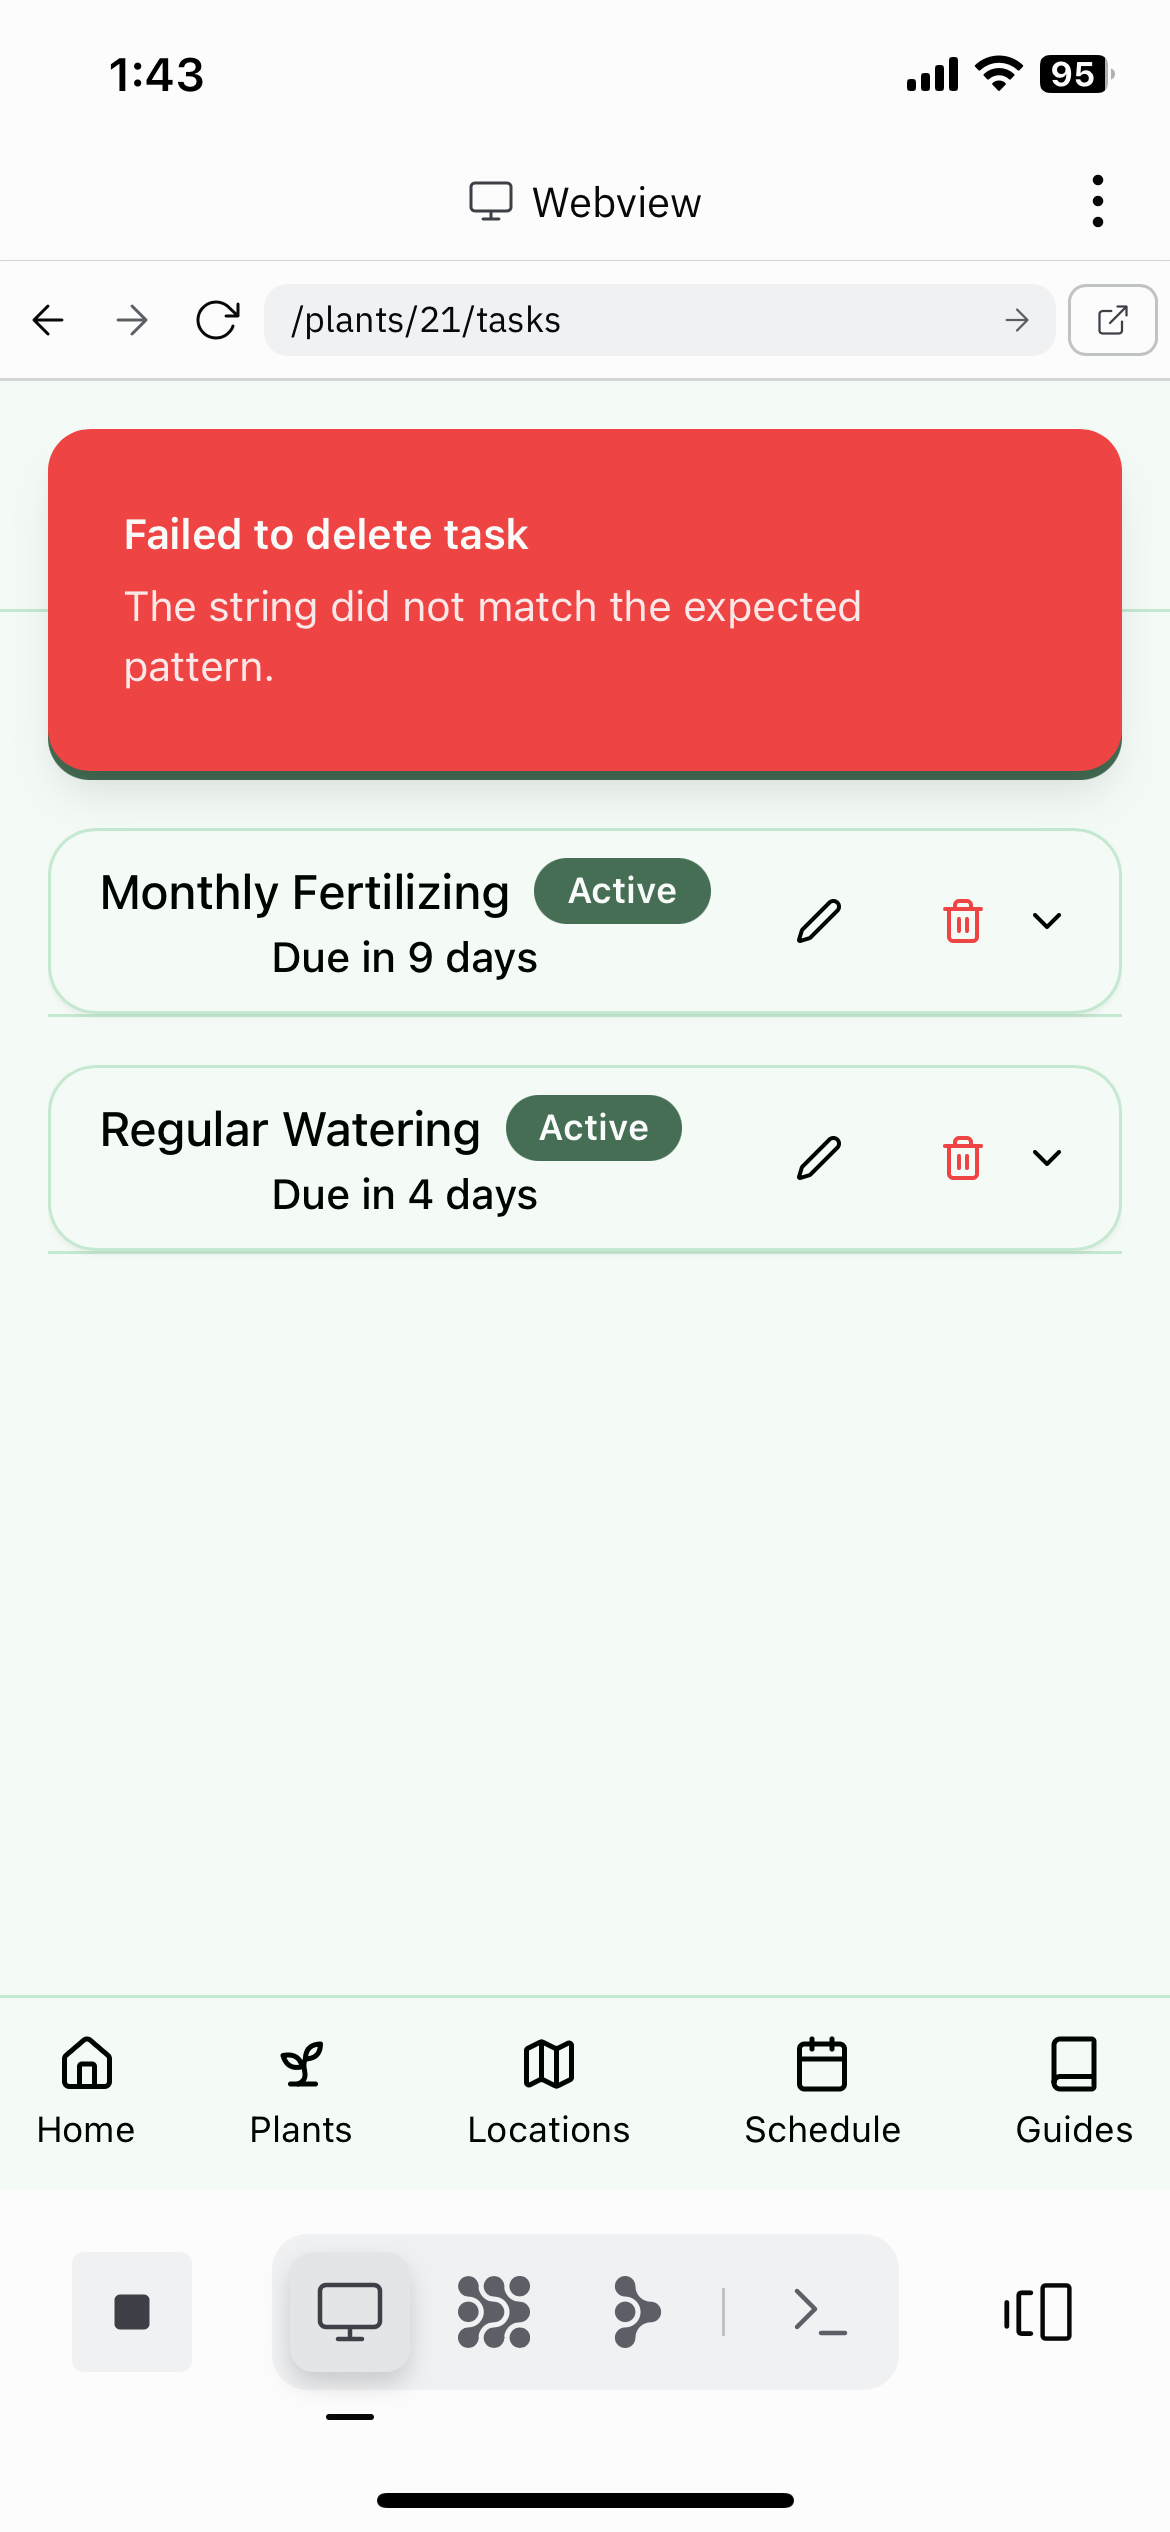 1:43
95
Webview
/plants/21/tasks
Failed to delete task
The string did not match the expected
pattern.
Monthly Fertilizing Active
Due in 9 days
Regular Watering Active
Due in 4 days
Home Plants Locations Schedule Guides